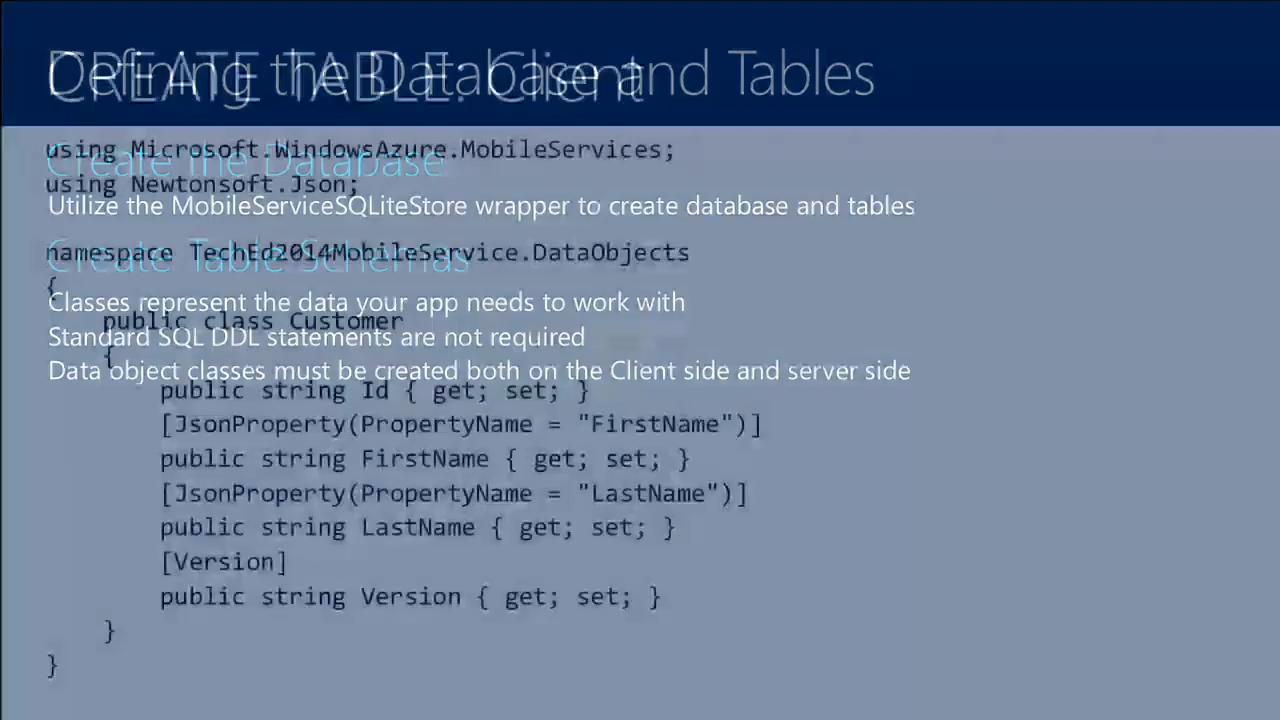 Defining the Database and Tables
CREATE TABLE: Client
Create the Database
Utilize the MobileServiceSQLiteStore wrapper to create database and tables
Create Table Schemas
Classes represent the data your app needs to work with
Standard SQL DDL statements are not required
Data object classes must be created both on the Client side and server side
using Microsoft.WindowsAzure.MobileServices;
using Newtonsoft.Json;
namespace TechEd2014MobileService.DataObjects
{
public class Customer
{
public string Id { get; set; }
[JsonProperty(PropertyName = "FirstName")]
public string FirstName { get; set; }
[JsonProperty(PropertyName = "LastName")]
public string LastName { get; set; }
[Version]
public string Version { get; set; }
}
}